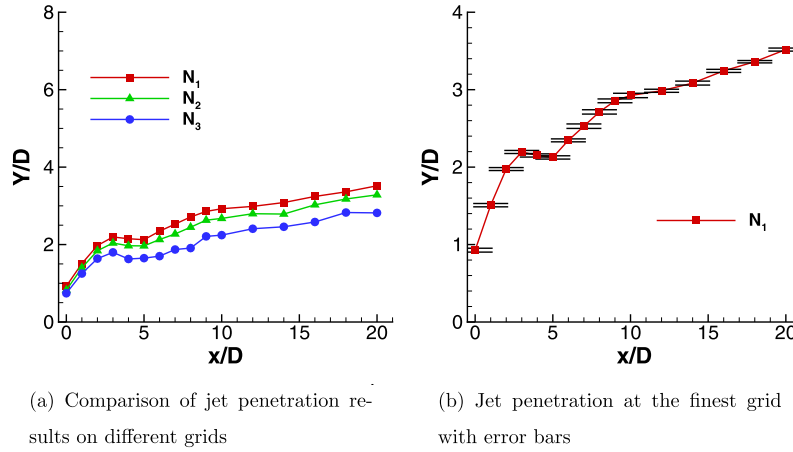 8
6
4
2
0
Y/D
N1
N2
N3
0
5
10
15
20
x/D
4
3
2
1
0
Y/D
N1
0
5
10
15
20
x/D
(a) Comparison of jet penetration re-
sults on different grids
(b) Jet penetration at the finest grid
with error bars